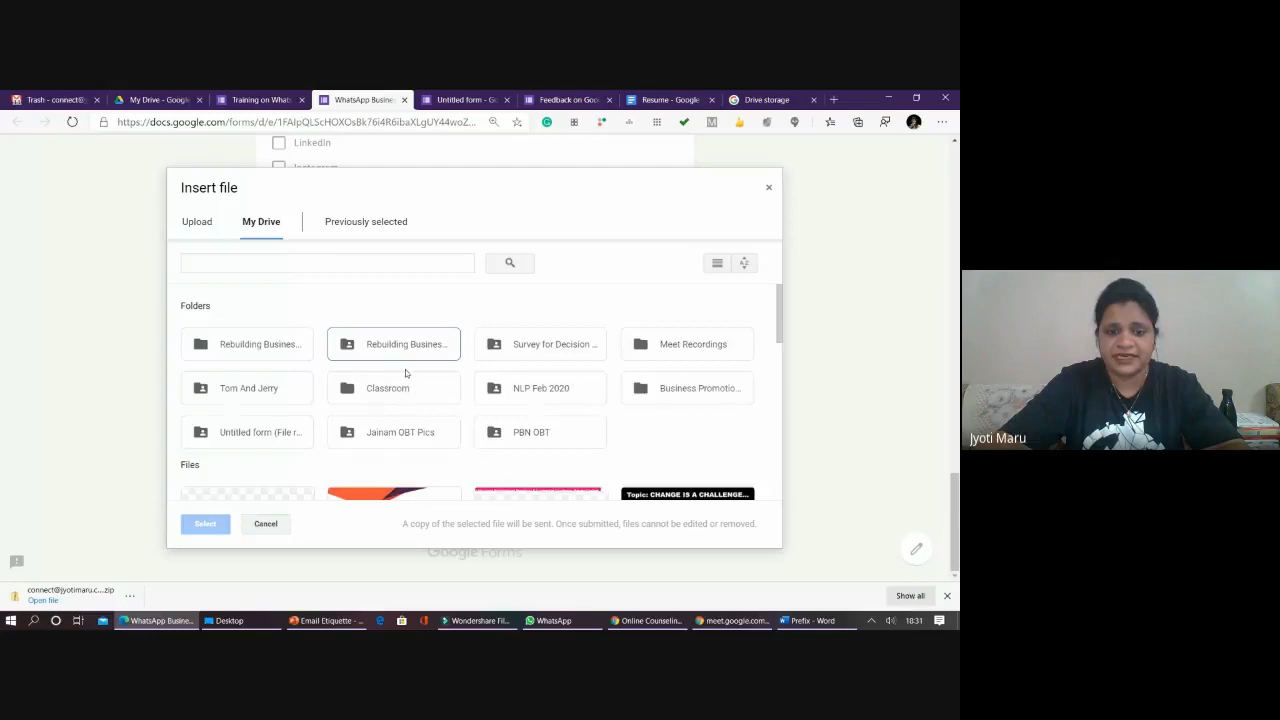 Trash - connect@
My Drive - Google
Training on Whats
WhatsApp Busine
Untitled form - Go
Feedback on Goo
Resume - Google
Drive storage
https://docs.google.com/forms/d/e/1FAIpQLScHOXOsBk76i4R6ibaXLgUY44woZ...
LinkedIn
Instagram
Insert file
Upload
My Drive
Previously selected
Folders
Rebuilding Business...
Rebuilding Busines...
Survey for Decision ...
Meet Recordings
Tom And Jerry
Classroom
NLP Feb 2020
Business Promotio...
Untitled form (File r...
Jainam OBT Pics
PBN OBT
Files
Topic: CHANGE IS A CHALLENGE...
Select
Cancel
A copy of the selected file will be sent. Once submitted, files cannot be edited or removed.
Google Forms
connect@jyotimaru.c....zip
Open file
Show all
WhatsApp Busine...
Desktop
Email Etiquette - ...
Wondershare Fil...
WhatsApp
Online Counselin...
meet.google.com...
Prefix - Word
18:31
Jyoti Maru